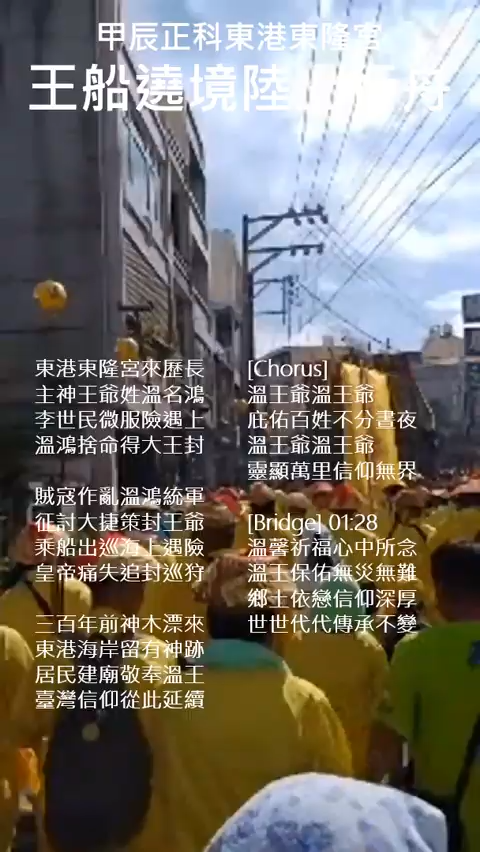 甲辰正科東港東隆宮
王船遶境陸上行舟
東港東隆宮來歷長
主神王爺姓溫名鴻
李世民微服險遇上
溫鴻捨命得大王封
賊寇作亂溫鴻統軍
征討大捷策封王爺
乘船出巡海上遇險
皇帝痛失追封巡狩
三百年前神木漂來
東港海岸留有神跡
居民建廟敬奉溫王
臺灣信仰從此延續
[Chorus]
溫王爺溫王爺
庇佑百姓不分晝夜
溫王爺溫王爺
靈顯萬里信仰無界
[Bridge] 01:28
溫馨祈福心中所念
溫王保佑無災無難
鄉土依戀信仰深厚
世世代代傳承不變